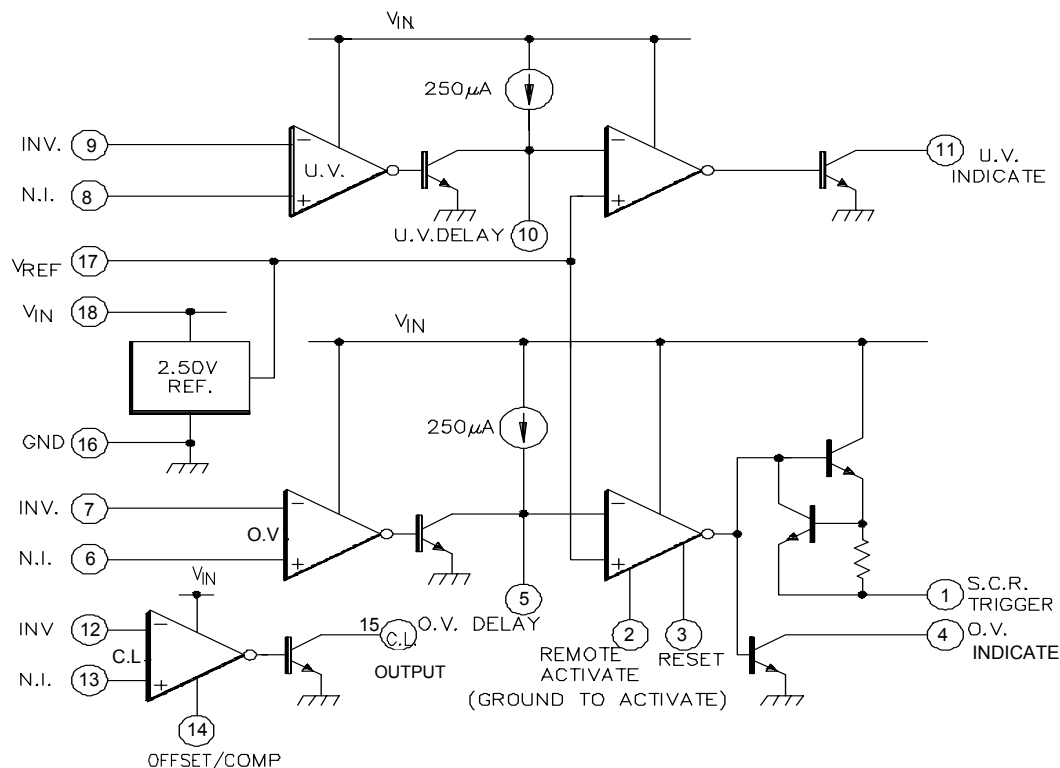 VIN
250μA
INV. 9
− U.V.
N.I. 8
+
−
+
11 U.V.
INDICATE
U.V.DELAY 10
VREF 17
VIN 18
2.50V
REF.
GND 16
VIN
250μA
INV. 7
− O.V.
N.I. 6
+
−
+
5
O.V. DELAY
2
REMOTE
ACTIVATE
(GROUND TO ACTIVATE)
3
RESET
1 S.C.R.
TRIGGER
4 O.V.
INDICATE
VIN
INV 12
− C.L.
N.I. 13
+
15 C.L.
OUTPUT
14
OFFSET/COMP